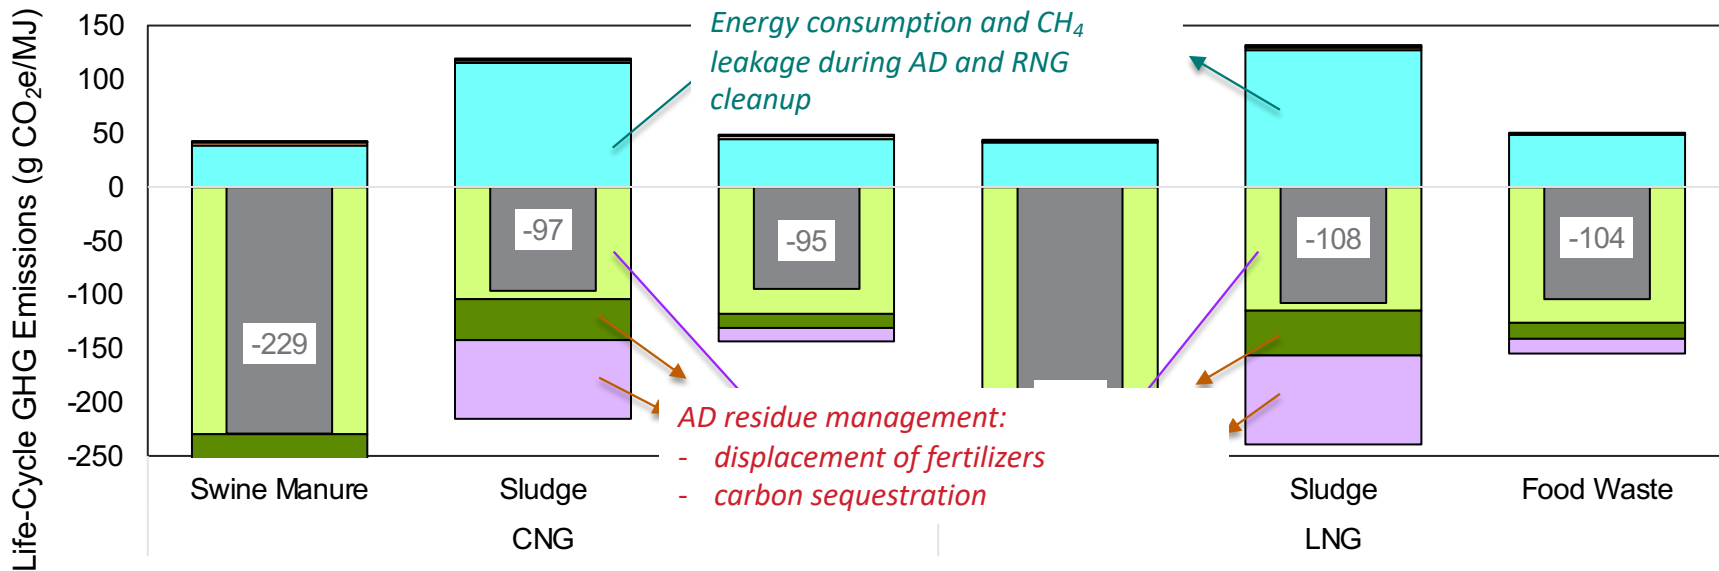 Life-Cycle GHG Emissions (g CO₂e/MJ)
150
100
50
0
-50
-100
-150
-200
-250
Energy consumption and CH₄
leakage during AD and RNG
cleanup
-229
-97
-95
-108
-104
AD residue management:
- displacement of fertilizers
- carbon sequestration
Swine Manure
Sludge
Sludge
Food Waste
CNG
LNG